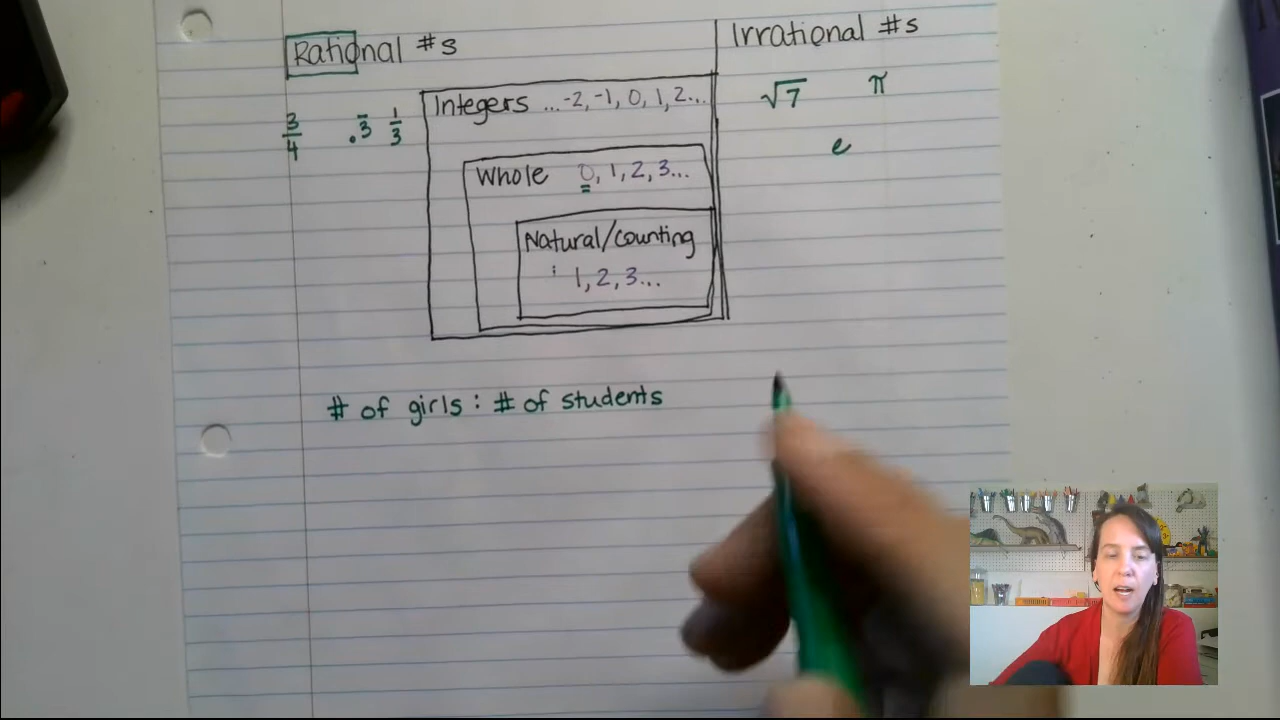 Rational #s
Irrational #s
3/4 .3̅ 1/3
Integers ...-2, -1, 0, 1, 2...
√7 π
e
Whole 0, 1, 2, 3...
Natural/counting
1, 2, 3...
# of girls : # of students